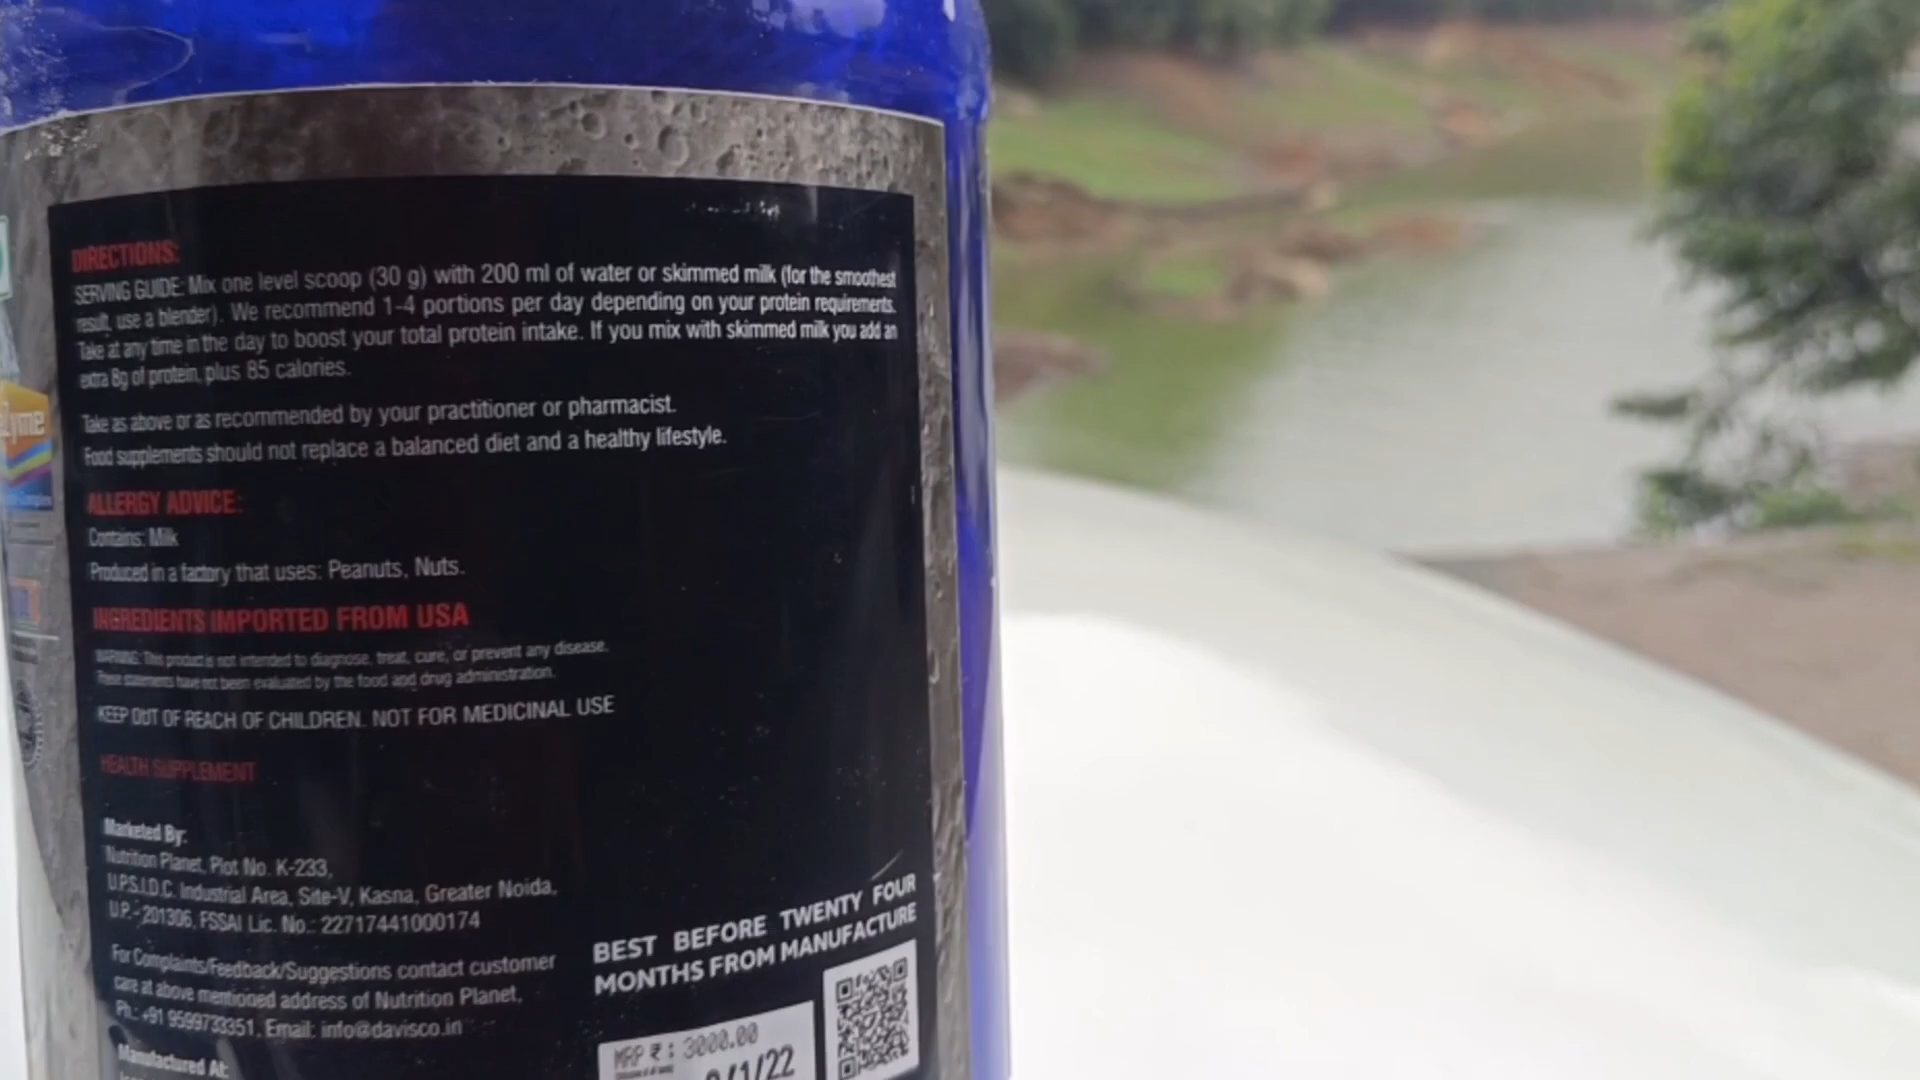 DIRECTIONS:
SERVING GUIDE: Mix one level scoop (30 g) with 200 ml of water or skimmed milk (for the smoothest
result, use a blender). We recommend 1-4 portions per day depending on your protein requirements.
Take at any time in the day to boost your total protein intake. If you mix with skimmed milk you add an
extra 8g of protein, plus 85 calories.
Take as above or as recommended by your practitioner or pharmacist.
Food supplements should not replace a balanced diet and a healthy lifestyle.
ALLERGY ADVICE:
Contains: Milk
Produced in a factory that uses: Peanuts, Nuts.
INGREDIENTS IMPORTED FROM USA
WARNING: This product is not intended to diagnose, treat, cure, or prevent any disease.
These statements have not been evaluated by the food and drug administration.
KEEP OUT OF REACH OF CHILDREN. NOT FOR MEDICINAL USE
HEALTH SUPPLEMENT
Marketed By:
Nutrition Planet, Plot No. K-233,
U.P.S.I.D.C. Industrial Area, Site-V, Kasna, Greater Noida,
U.P.-201306, FSSAI Lic. No.: 22717441000174
For Complaints/Feedback/Suggestions contact customer
care at above mentioned address of Nutrition Planet,
Ph.: +91 9599733351, Email: info@davisco.in
Manufactured At:
BEST BEFORE TWENTY FOUR
MONTHS FROM MANUFACTURE
MRP ₹ : 3000.00
/1/22